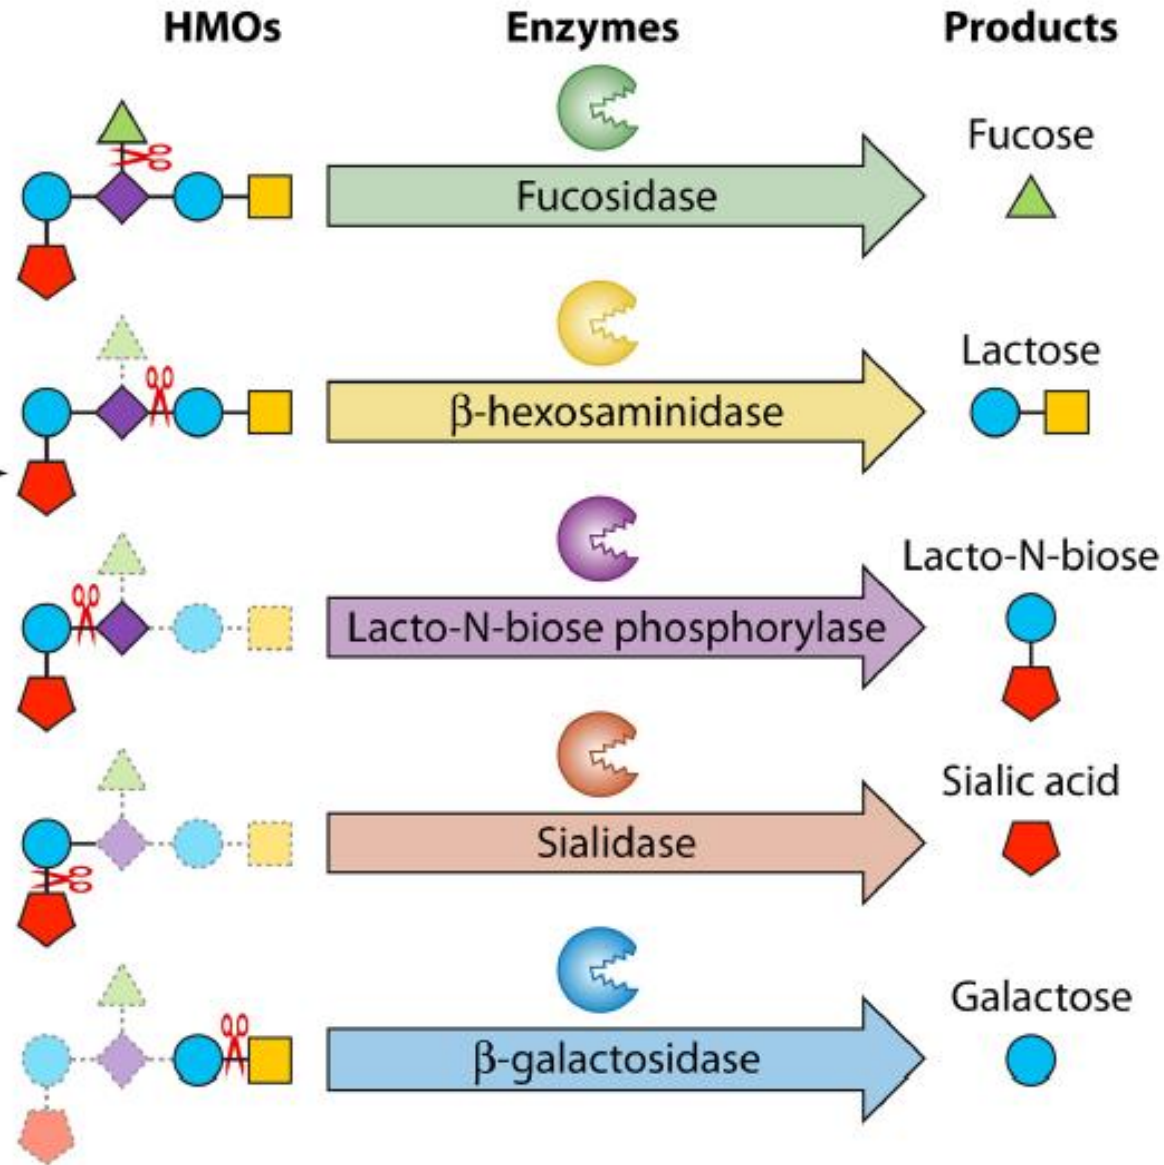 HMOs Enzymes Products
Fucosidase
Fucose
β-hexosaminidase
Lactose
Lacto-N-biose phosphorylase
Lacto-N-biose
Sialidase
Sialic acid
β-galactosidase
Galactose